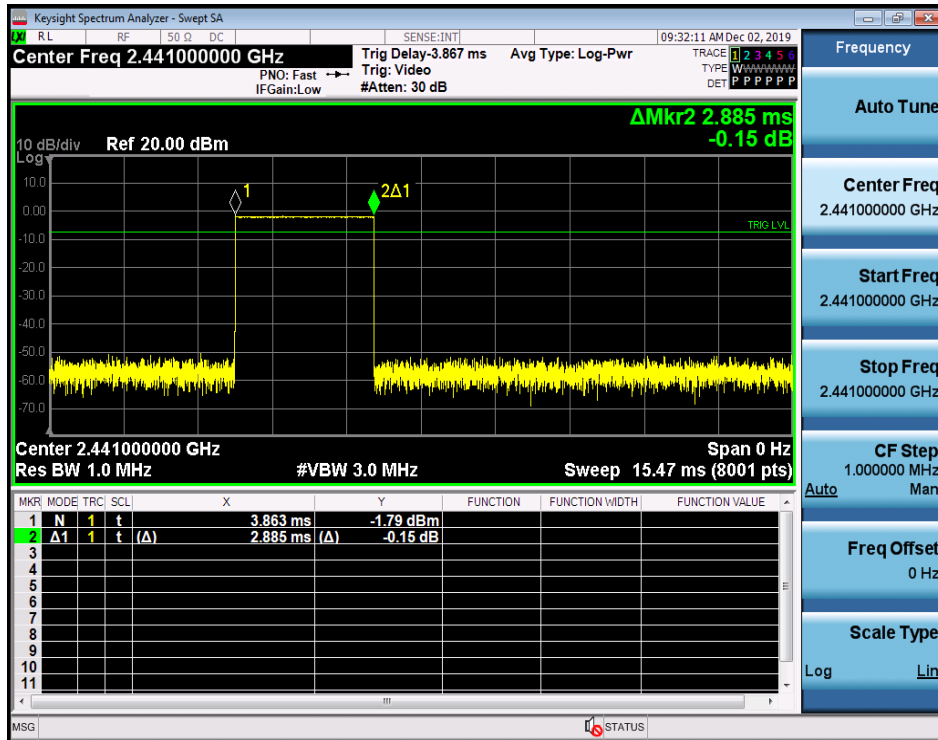 Keysight Spectrum Analyzer - Swept SA
LXI RL RF 50 Ω DC SENSE:INT 09:32:11 AM Dec 02, 2019
Center Freq 2.441000000 GHz
PNO: Fast
IFGain:Low
Trig Delay-3.867 ms
Trig: Video
#Atten: 30 dB
Avg Type: Log-Pwr
TRACE 1 2 3 4 5 6
TYPE WWWWWW
DET P P P P P P
ΔMkr2 2.885 ms
-0.15 dB
10 dB/div Ref 20.00 dBm
Log
10.0
0.00
-10.0
-20.0
-30.0
-40.0
-50.0
-60.0
-70.0
1
2Δ1
TRIG LVL
Center 2.441000000 GHz Span 0 Hz
Res BW 1.0 MHz #VBW 3.0 MHz Sweep 15.47 ms (8001 pts)
MKR MODE TRC SCL X Y FUNCTION FUNCTION WIDTH FUNCTION VALUE
1 N 1 t 3.863 ms -1.79 dBm
2 Δ1 1 t (Δ) 2.885 ms (Δ) -0.15 dB
3
4
5
6
7
8
9
10
11
MSG STATUS
Frequency
Auto Tune
Center Freq
2.441000000 GHz
Start Freq
2.441000000 GHz
Stop Freq
2.441000000 GHz
CF Step
1.000000 MHz
Auto Man
Freq Offset
0 Hz
Scale Type
Log Lin